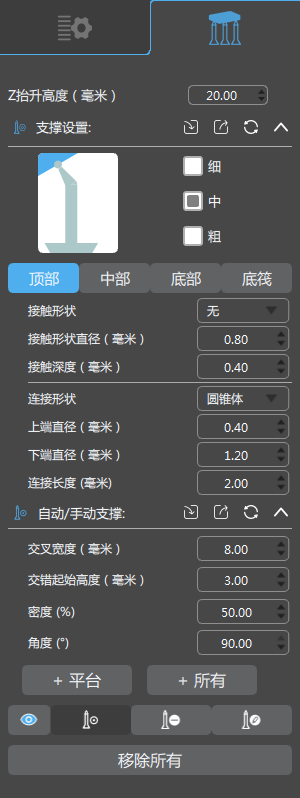 Z抬升高度（毫米） 20.00
支撑设置:
细
中
粗
顶部 中部 底部 底筏
接触形状 无
接触形状直径（毫米） 0.80
接触深度（毫米） 0.40
连接形状 圆锥体
上端直径（毫米） 0.40
下端直径（毫米） 1.20
连接长度 (毫米) 2.00
自动/手动支撑:
交叉宽度（毫米） 8.00
交错起始高度（毫米） 3.00
密度 (%) 50.00
角度 (°) 90.00
+ 平台 + 所有
移除所有